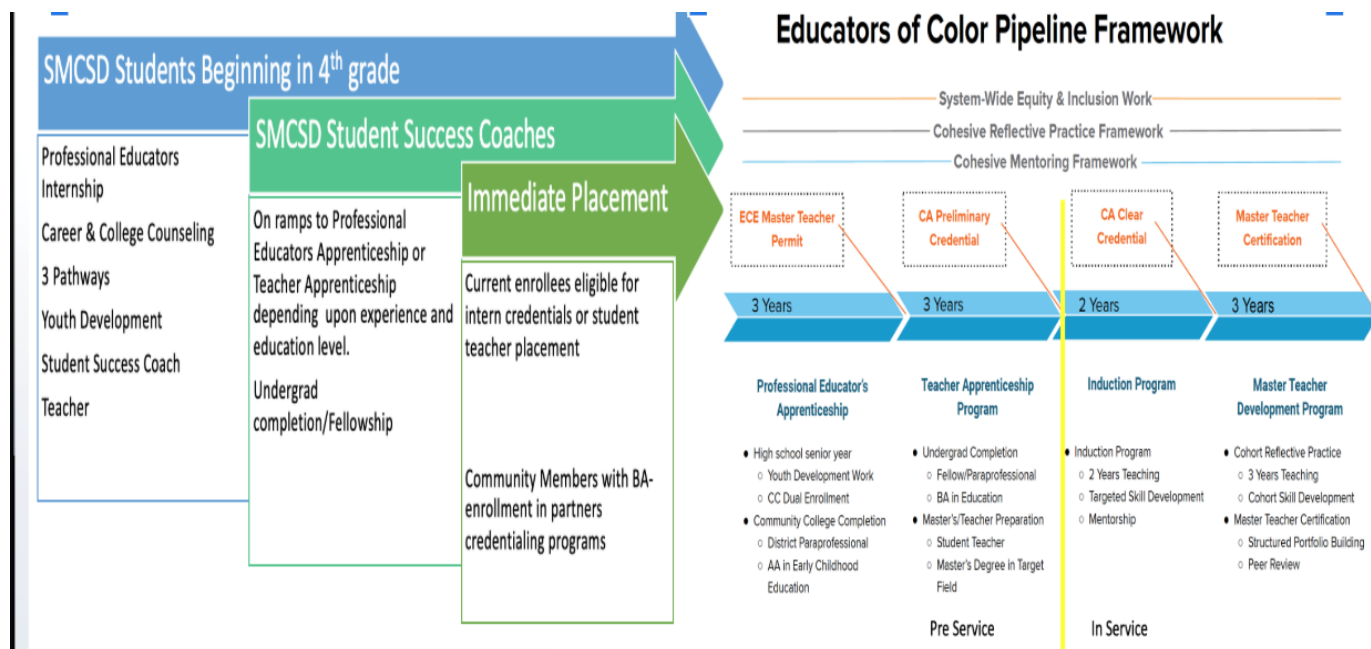 SMCSD Students Beginning in 4th grade
Professional Educators
Internship
Career & College Counseling
3 Pathways
Youth Development
Student Success Coach
Teacher
SMCSD Student Success Coaches
On ramps to Professional
Educators Apprenticeship or
Teacher Apprenticeship
depending upon experience and
education level.
Undergrad
completion/Fellowship
Immediate Placement
Current enrollees eligible for
intern credentials or student
teacher placement
Community Members with BA-
enrollment in partners
credentialing programs
Educators of Color Pipeline Framework
System-Wide Equity & Inclusion Work
Cohesive Reflective Practice Framework
Cohesive Mentoring Framework
ECE Master Teacher
Permit
CA Preliminary
Credential
CA Clear
Credential
Master Teacher
Certification
3 Years
3 Years
2 Years
3 Years
Professional Educator's
Apprenticeship
● High school senior year
○ Youth Development Work
○ CC Dual Enrollment
● Community College Completion
○ District Paraprofessional
○ AA in Early Childhood
Education
Teacher Apprenticeship
Program
● Undergrad Completion
○ Fellow/Paraprofessional
○ BA in Education
● Master's/Teacher Preparation
○ Student Teacher
○ Master's Degree in Target
Field
Induction Program
● Induction Program
○ 2 Years Teaching
○ Targeted Skill Development
○ Mentorship
Master Teacher
Development Program
● Cohort Reflective Practice
○ 3 Years Teaching
○ Cohort Skill Development
● Master Teacher Certification
○ Structured Portfolio Building
○ Peer Review
Pre Service
In Service